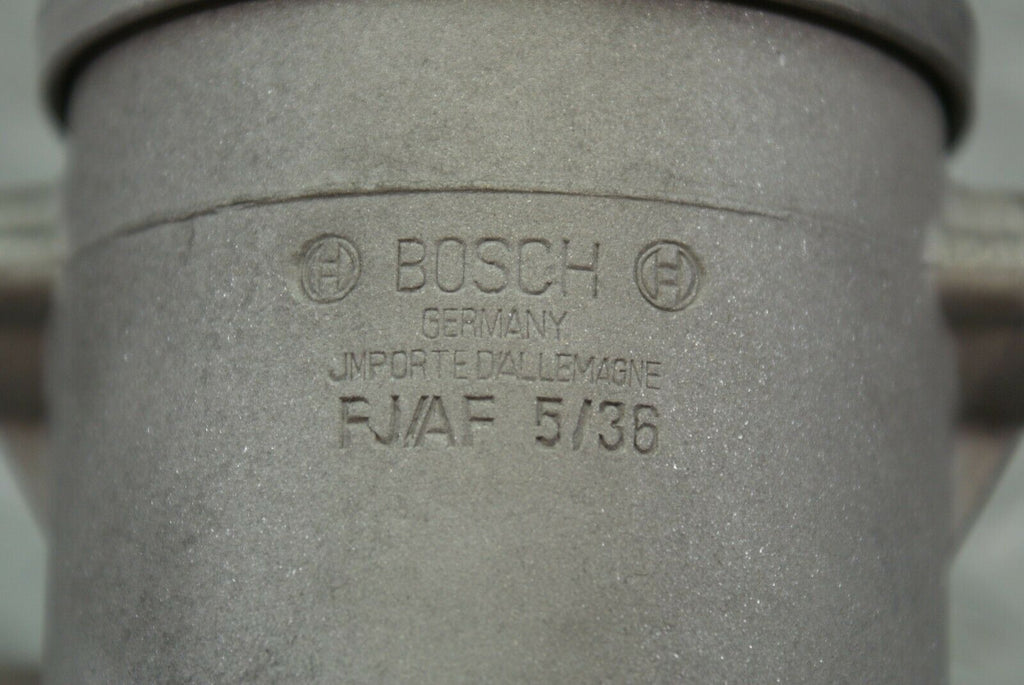 BOSCH
GERMANY
JMPORTE D'ALLEMAGNE
FJ/AF 5/36